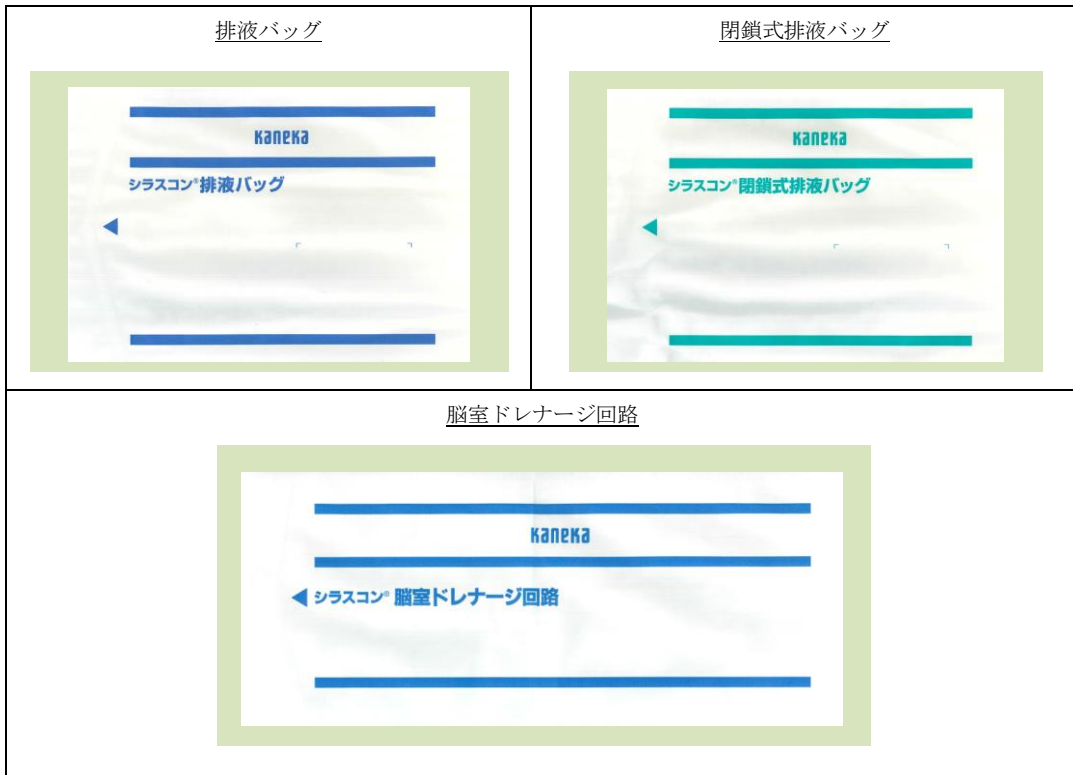 排液バッグ
kaneka
シラスコン®排液バッグ
閉鎖式排液バッグ
kaneka
シラスコン®閉鎖式排液バッグ
脳室ドレナージ回路
kaneka
シラスコン® 脳室ドレナージ回路